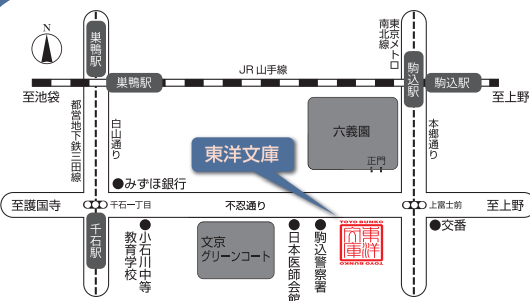 N
巣鴨駅
東京メトロ
南北線
JR山手線
巣鴨駅
駒込駅
駒込駅
至池袋
至上野
都営地下鉄三田線
白山通り
六義園
正門
本郷通り
東洋文庫
●みずほ銀行
至護国寺
千石一丁目
不忍通り
上富士前
至上野
千石駅
●小石川中等
教育学校
文京
グリーンコート
●日本医師会館
●駒込警察署
TOYO BUNKO
東洋
文庫
TOYO BUNKO
●交番